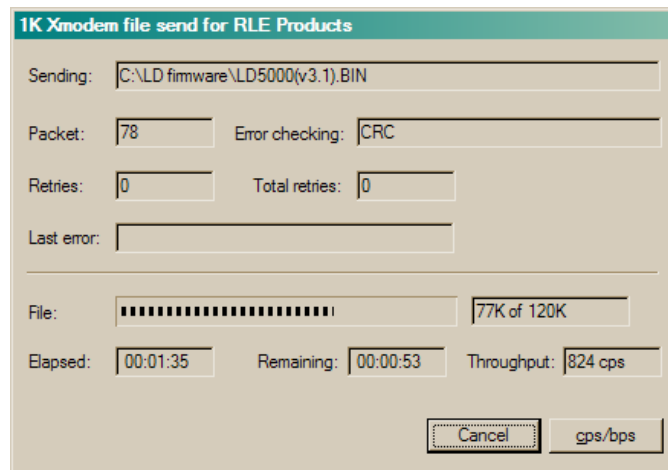 1K Xmodem file send for RLE Products
Sending: C:\LD firmware\LD5000(v3.1).BIN
Packet: 78 Error checking: CRC
Retries: 0 Total retries: 0
Last error:
File: 77K of 120K
Elapsed: 00:01:35 Remaining: 00:00:53 Throughput: 824 cps
Cancel cps/bps